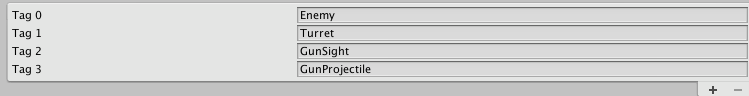 Tag 0 Enemy
Tag 1 Turret
Tag 2 GunSight
Tag 3 GunProjectile
+ −